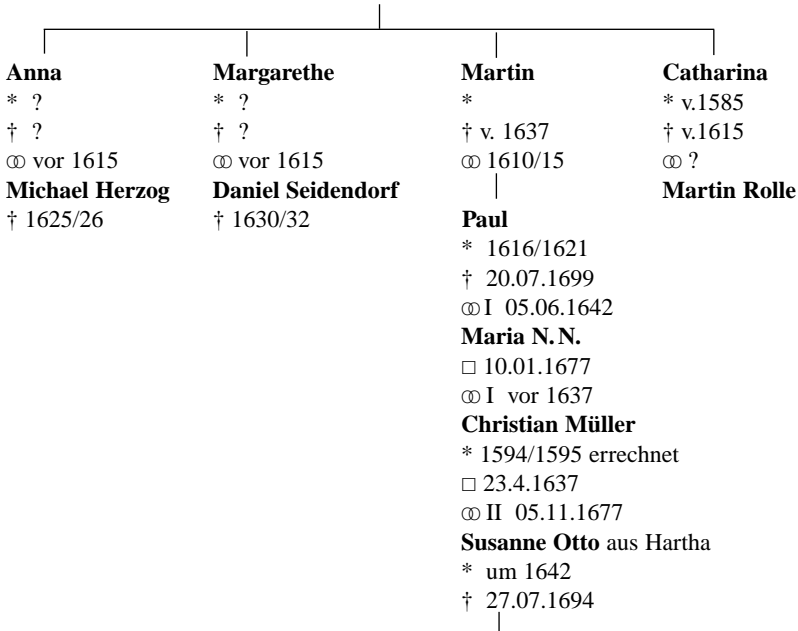 Anna
* ?
† ?
⚭ vor 1615
Michael Herzog
† 1625/26
Margarethe
* ?
† ?
⚭ vor 1615
Daniel Seidendorf
† 1630/32
Martin
*
† v. 1637
⚭ 1610/15
Paul
* 1616/1621
† 20.07.1699
⚭ I 05.06.1642
Maria N. N.
□ 10.01.1677
⚭ I vor 1637
Christian Müller
* 1594/1595 errechnet
□ 23.4.1637
⚭ II 05.11.1677
Susanne Otto aus Hartha
* um 1642
† 27.07.1694
Catharina
* v.1585
† v.1615
⚭ ?
Martin Rolle